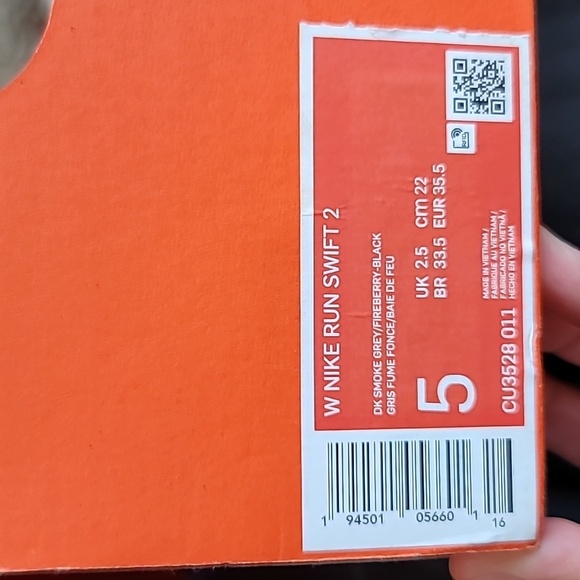 W NIKE RUN SWIFT 2
DK SMOKE GREY/FIREBERRY-BLACK
GRIS FUME FONCE/BAIE DE FEU
5
UK 2.5 cm 22
BR 33.5 EUR 35.5
CU3528 011
MADE IN VIETNAM /
FABRIQUE AU VIETNAM /
FABRICADO NO VIETNÃ /
HECHO EN VIETNAM
1 94501 05660 1
16